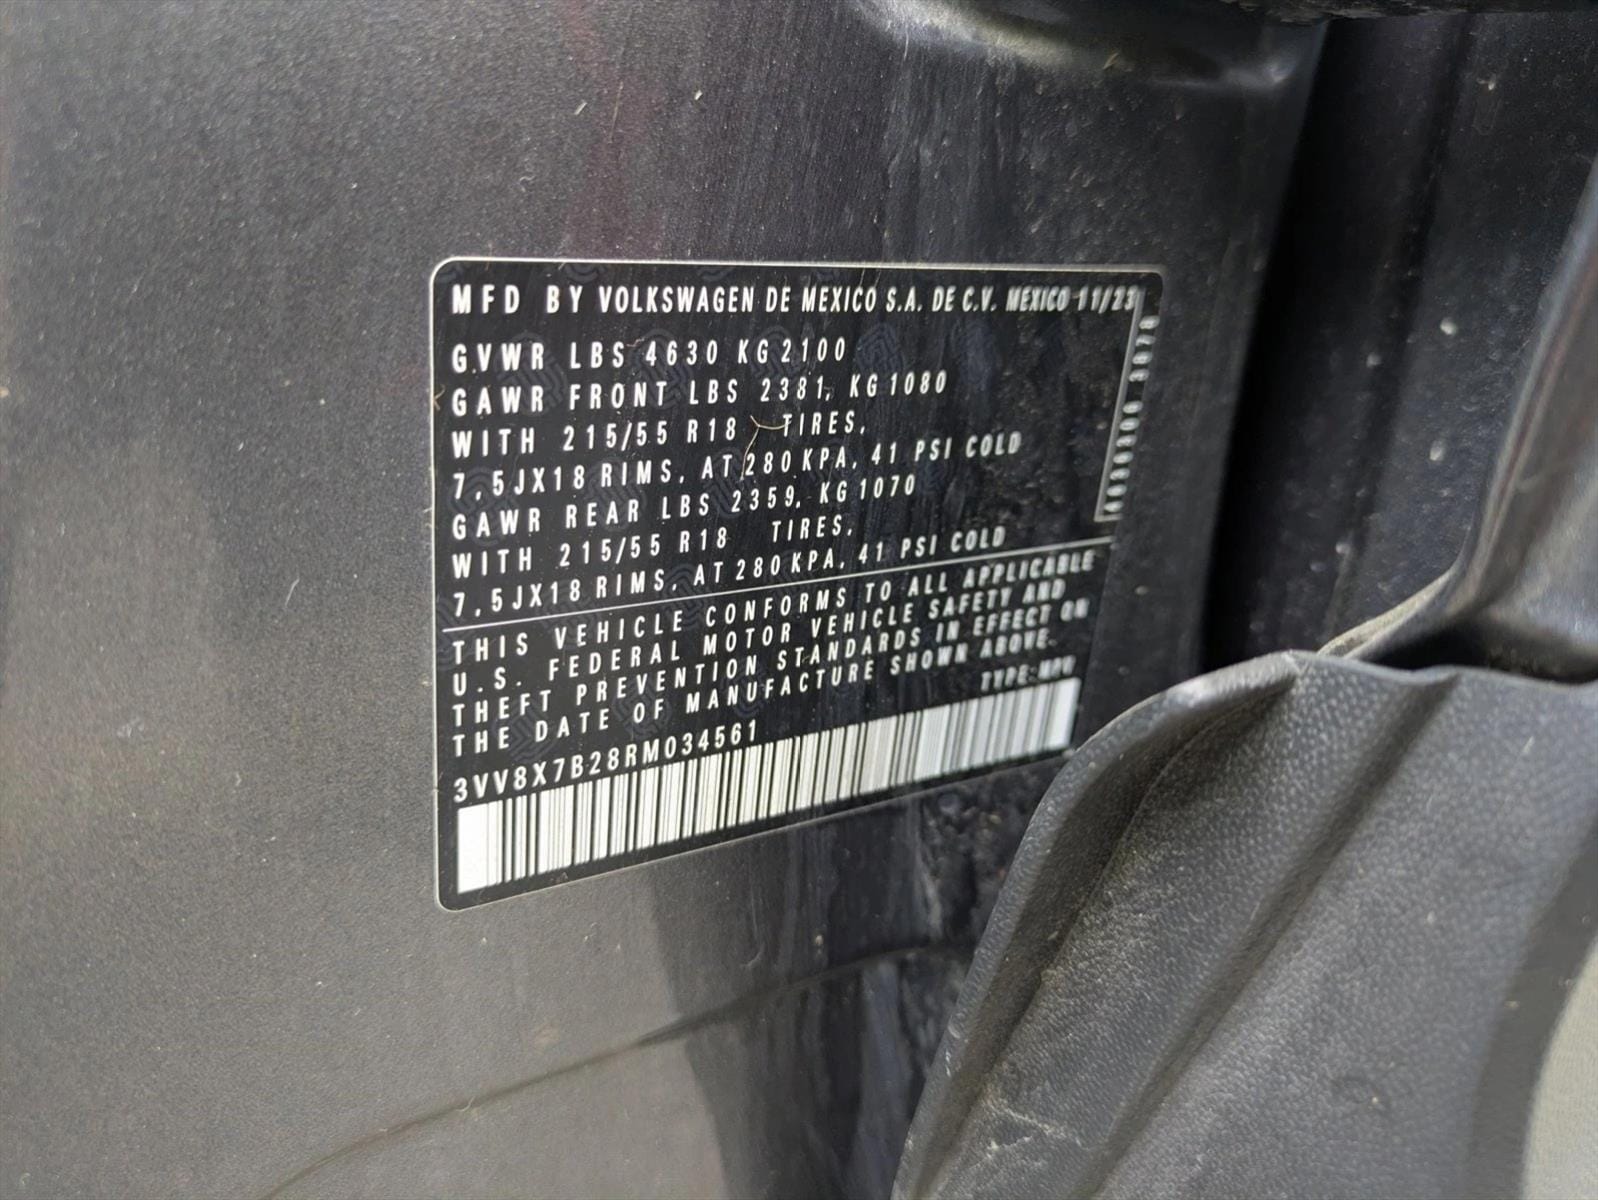 MFD BY VOLKSWAGEN DE MEXICO S.A. DE C.V. MEXICO 11/23
GVWR LBS 4630 KG 2100
GAWR FRONT LBS 2381, KG 1080
WITH 215/55 R18 TIRES,
7,5JX18 RIMS, AT 280 KPA, 41 PSI COLD
GAWR REAR LBS 2359, KG 1070
WITH 215/55 R18 TIRES,
7,5JX18 RIMS, AT 280 KPA, 41 PSI COLD
THIS VEHICLE CONFORMS TO ALL APPLICABLE
U.S. FEDERAL MOTOR VEHICLE SAFETY AND
THEFT PREVENTION STANDARDS IN EFFECT ON
THE DATE OF MANUFACTURE SHOWN ABOVE.
TYPE: MPV
3VV8X7B28RM034561